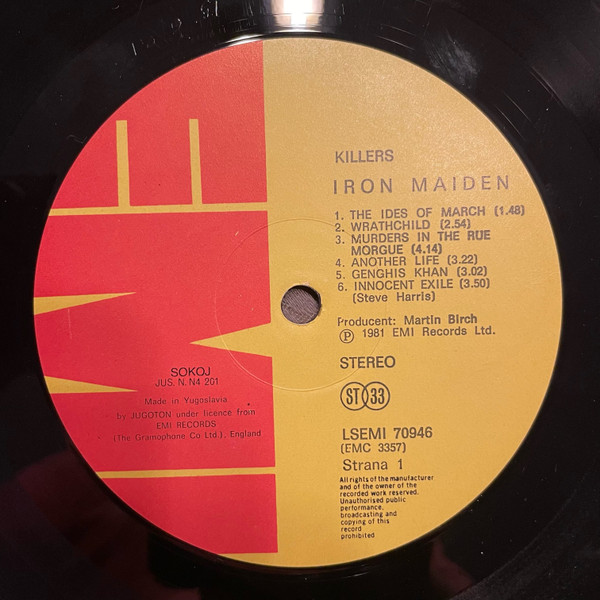 KILLERS
IRON MAIDEN
1. THE IDES OF MARCH (1.48)
2. WRATHCHILD (2.54)
3. MURDERS IN THE RUE
MORGUE (4.14)
4. ANOTHER LIFE (3.22)
5. GENGHIS KHAN (3.02)
6. INNOCENT EXILE (3.50)
(Steve Harris)
Producent: Martin Birch
Ⓟ 1981 EMI Records Ltd.
STEREO
ST 33
LSEMI 70946
(EMC 3357)
Strana 1
All rights of the manufacturer
and of the owner of the
recorded work reserved.
Unauthorised public
performance,
broadcasting and
copying of this
record
prohibited
EMI
SOKOJ
JUS. N. N4 201
Made in Yugoslavia
by JUGOTON under licence from
EMI RECORDS
(The Gramophone Co Ltd.), England